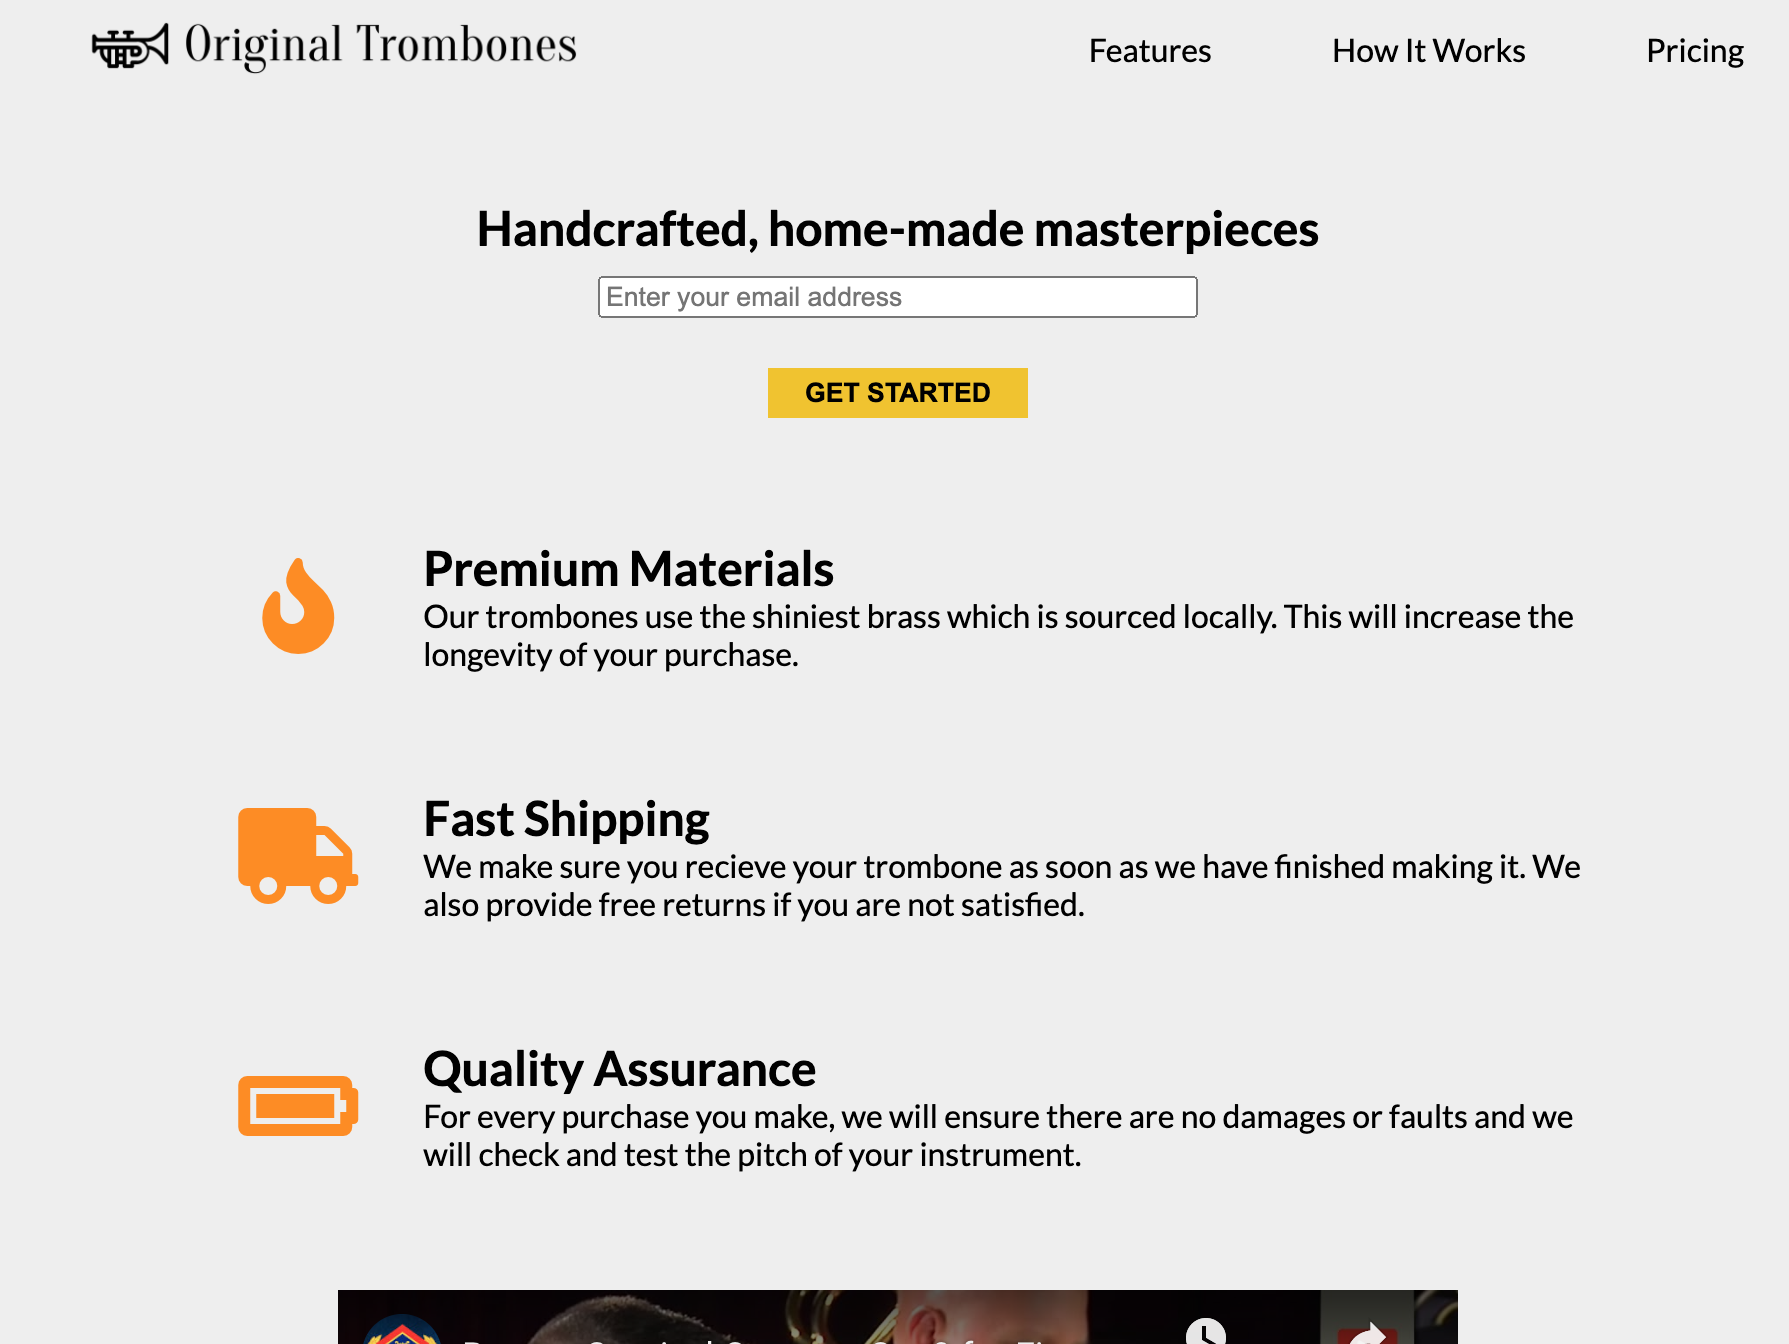 Original Trombones
Features
How It Works
Pricing
Handcrafted, home-made masterpieces
Enter your email address
GET STARTED
Premium Materials
Our trombones use the shiniest brass which is sourced locally. This will increase the
longevity of your purchase.
Fast Shipping
We make sure you recieve your trombone as soon as we have finished making it. We
also provide free returns if you are not satisfied.
Quality Assurance
For every purchase you make, we will ensure there are no damages or faults and we
will check and test the pitch of your instrument.